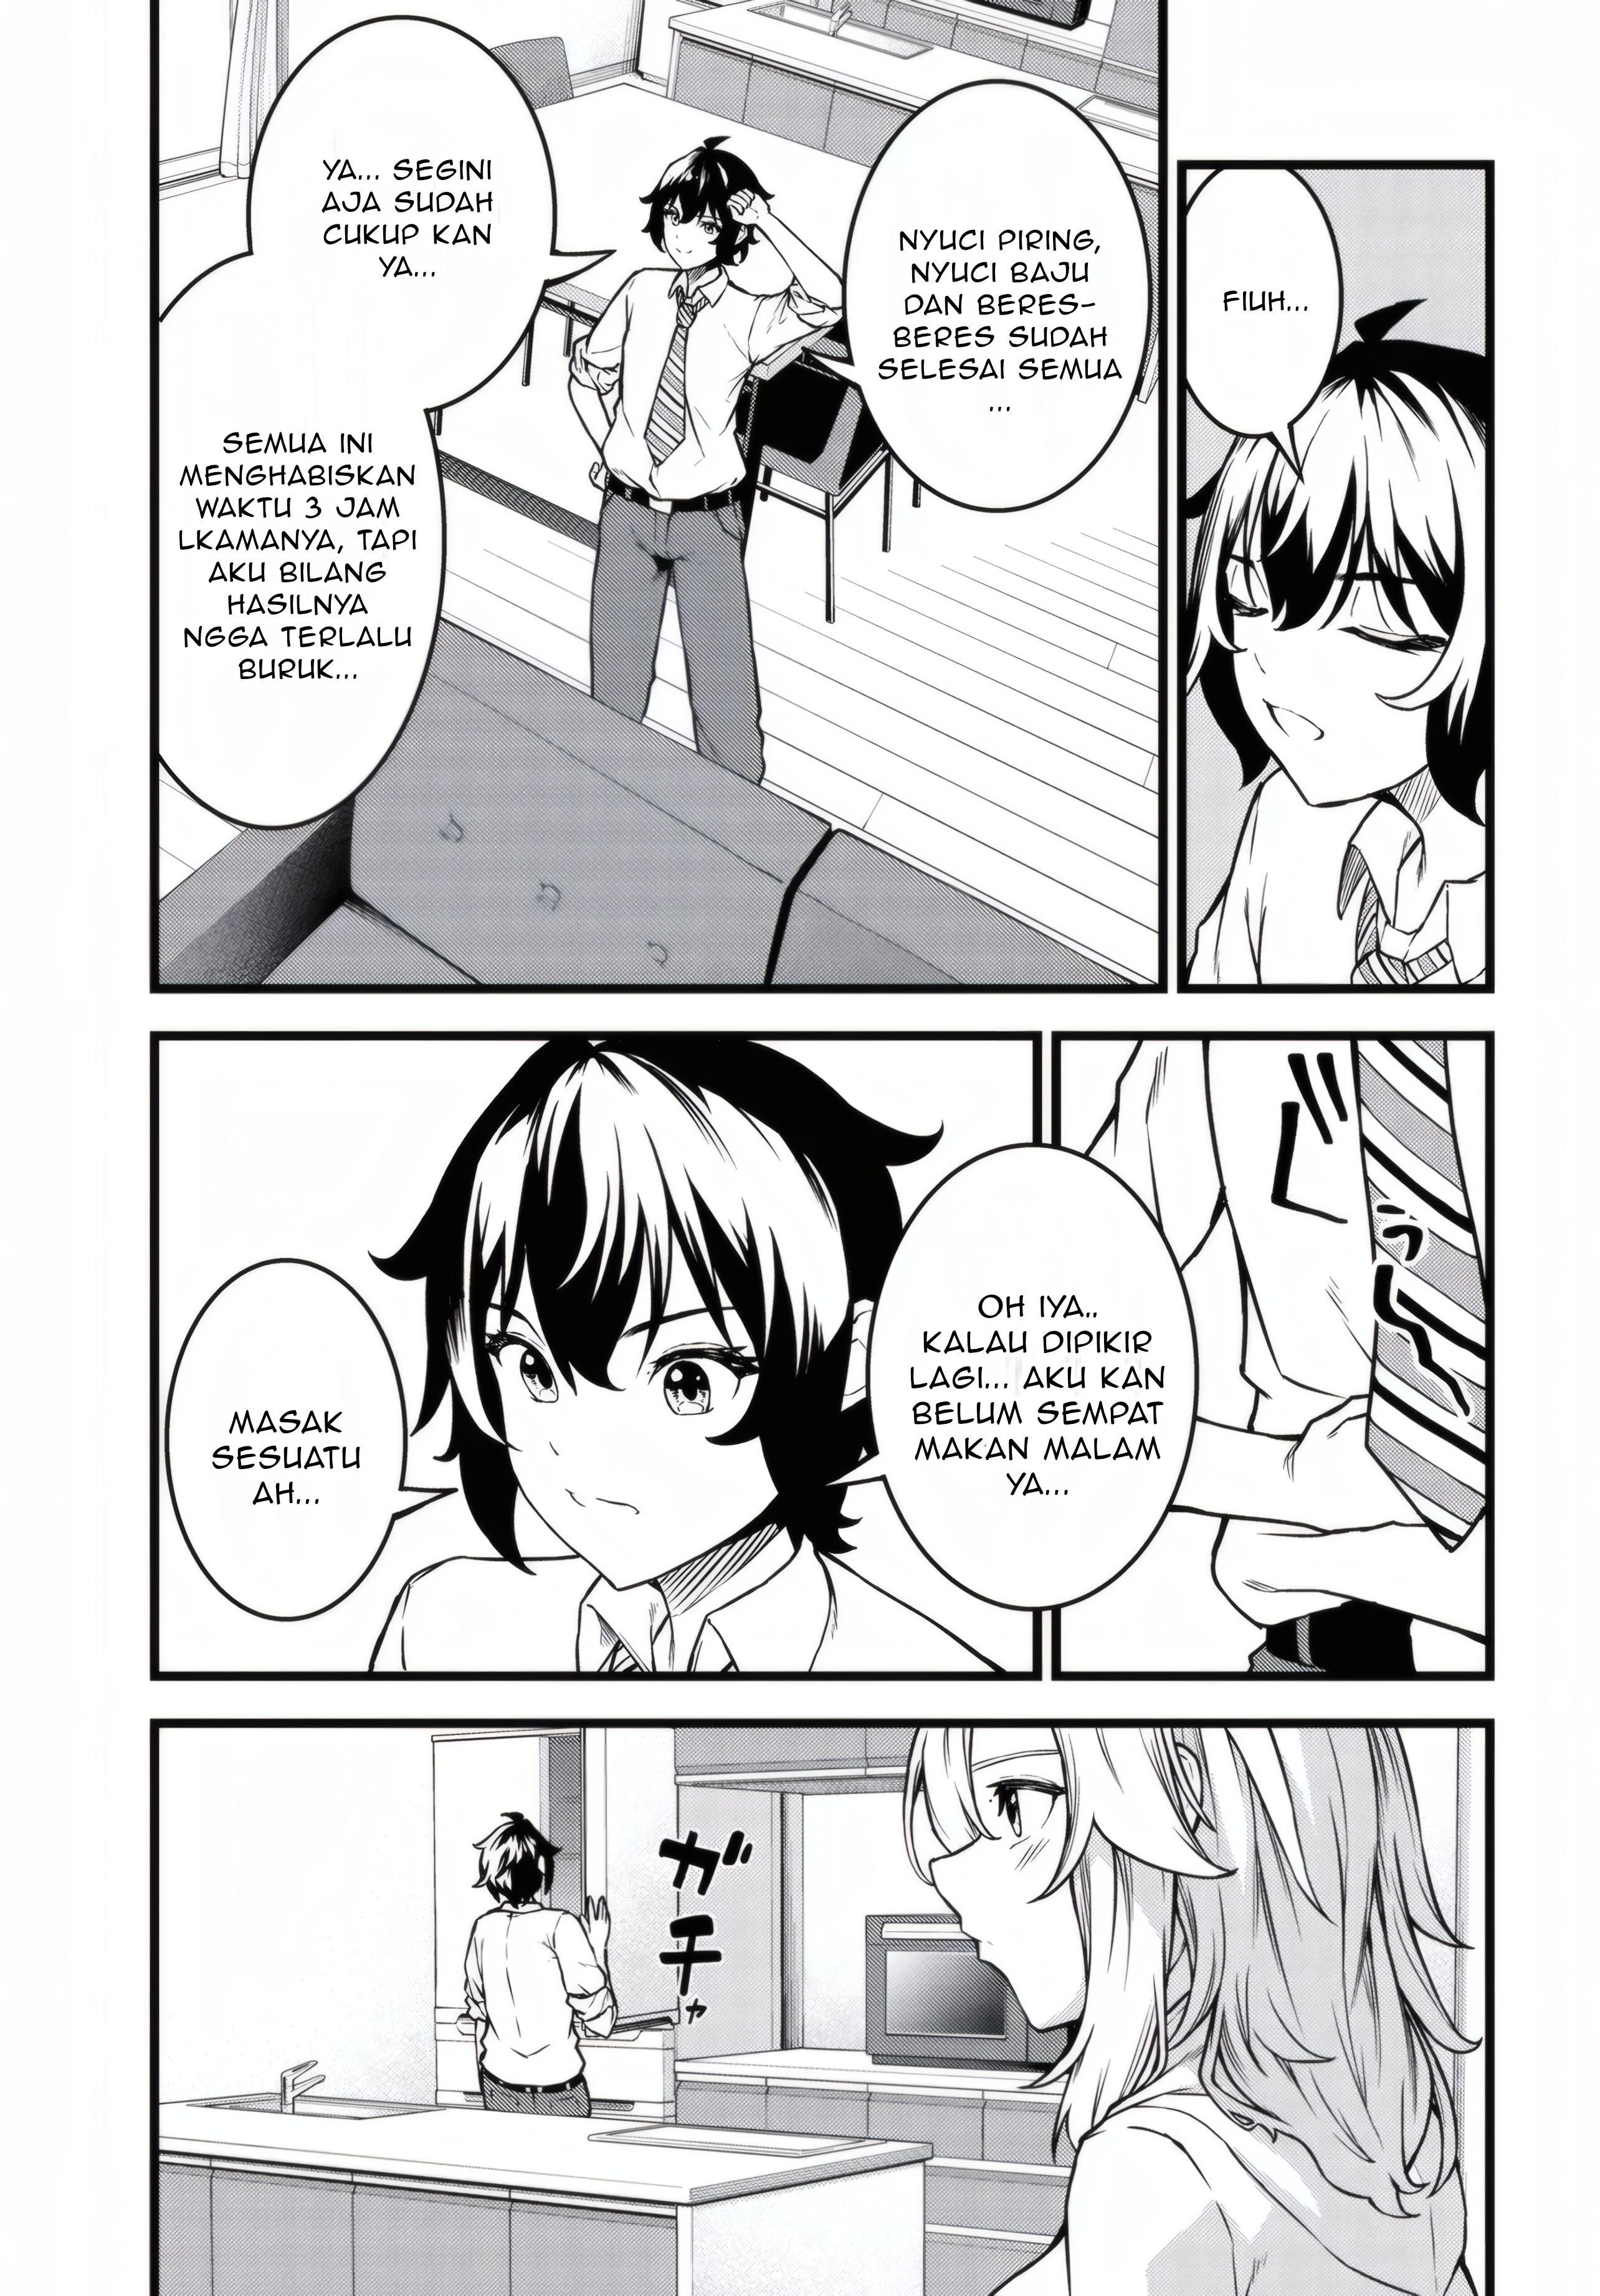 FIUH...
NYUCI PIRING,
NYUCI BAJU
DAN BERES-
BERES SUDAH
SELESAI SEMUA
...
YA... SEGINI
AJA SUDAH
CUKUP KAN
YA...
SEMUA INI
MENGHABISKAN
WAKTU 3 JAM
LKAMANYA, TAPI
AKU BILANG
HASILNYA
NGGA TERLALU
BURUK...
OH IYA..
KALAU DIPIKIR
LAGI... AKU KAN
BELUM SEMPAT
MAKAN MALAM
YA...
MASAK
SESUATU
AH...
ガチャ